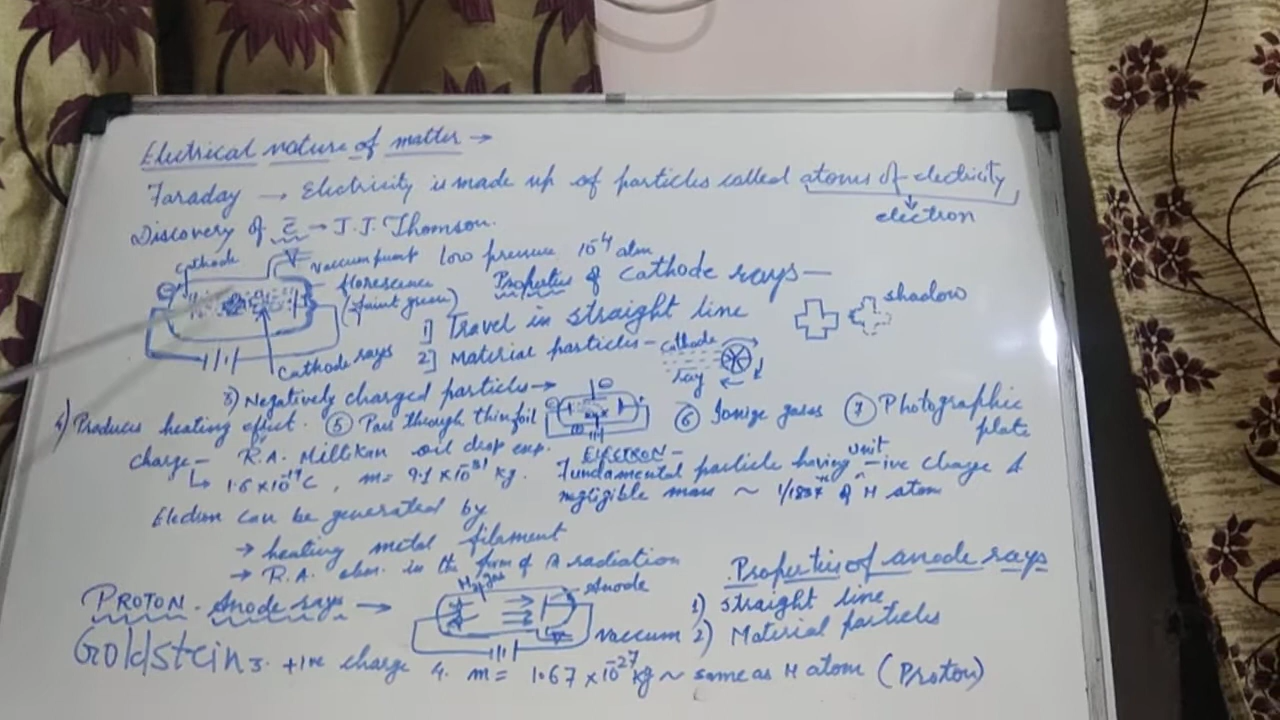 Electrical nature of matter →
Faraday → Electricity is made up of particles called atoms of electricity
electron
Discovery of ē → J.J. Thomson.
Cathode
Vaccum pump low pressure 10⁻⁴ atm
florescence
(faint green)
Cathode rays
Properties of Cathode rays —
1] Travel in straight line
shadow
2] Material particles – Cathode ray
3) Negatively charged particles →
4) Produces heating effect. ⑤ Pass through thin foil ⑥ Ionize gases ⑦ Photographic plate
charge – R.A. Millikan oil drop exp.
↳ 1.6 × 10⁻¹⁹ C , m = 9.1 × 10⁻³¹ kg.
ELECTRON –
Fundamental particle having unit –ive charge &
negligible mass ~ 1/1837 of H atom
Electron can be generated by
→ heating metal filament
→ R.A. elem. in the form of β radiation
PROTON - Anode rays →
H₂ gas
Anode
Vaccum
Properties of anode rays
1) straight line
2) Material particles
Goldstein 3. +ive charge 4. m = 1.67 × 10⁻²⁷ kg ~ same as H atom (Proton)